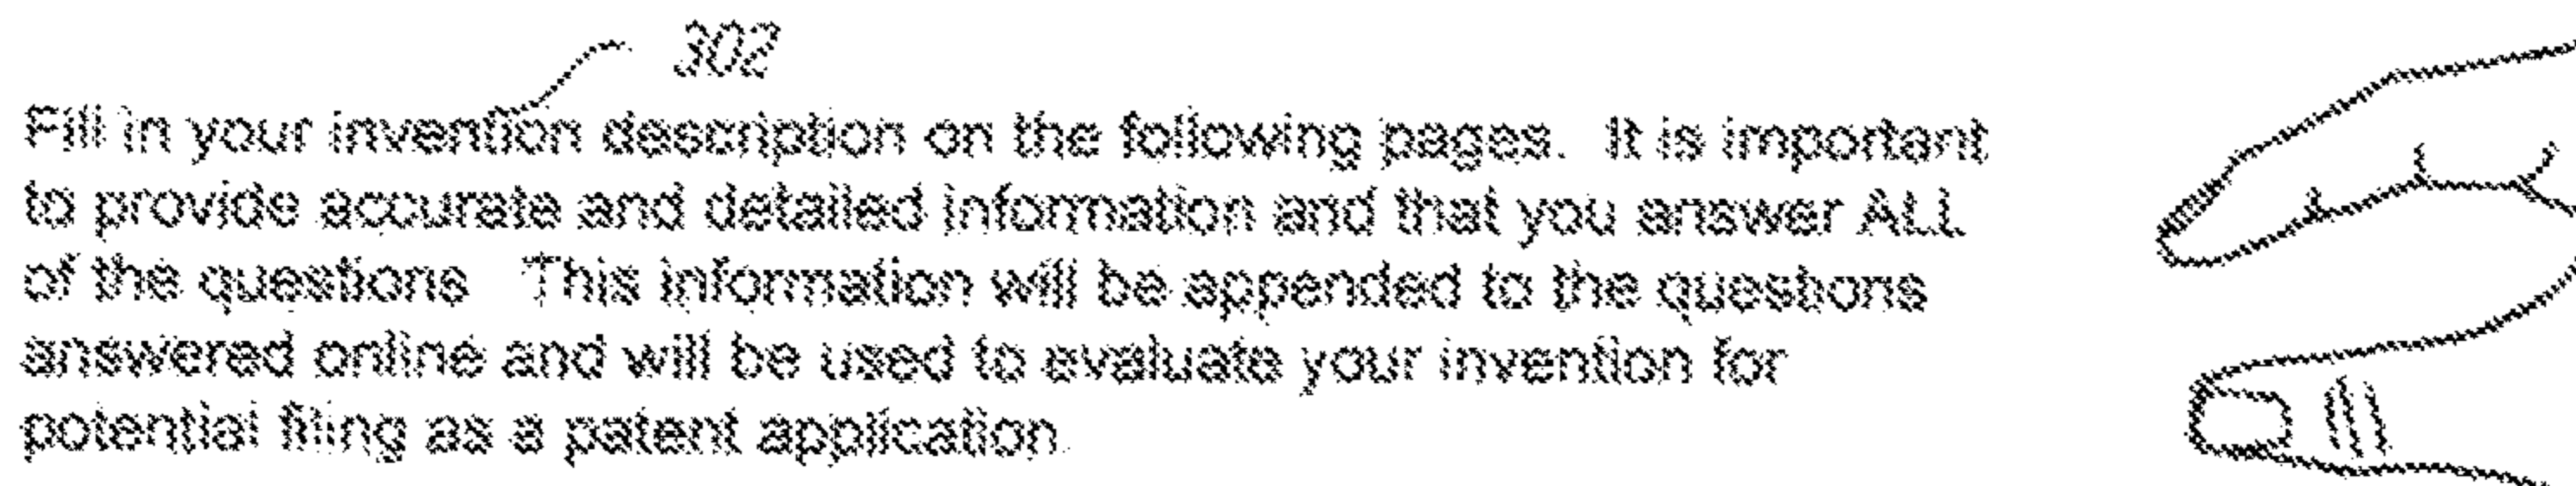 302
Fill in your invention description on the following pages. It is important
to provide accurate and detailed information and that you answer ALL
of the questions This information will be appended to the questions
answered online and will be used to evaluate your invention for
potential filing as a patent application.